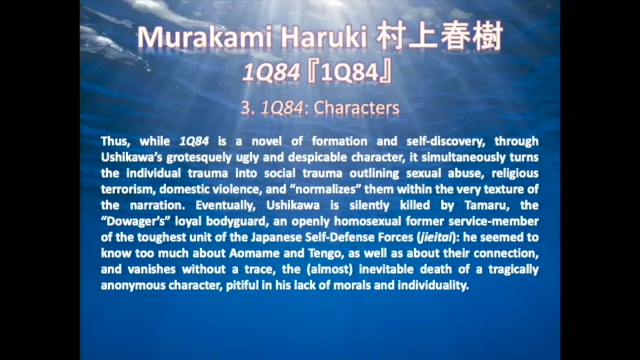 Murakami Haruki 村上春樹
1Q84『1Q84』
3. 1Q84: Characters
Thus, while 1Q84 is a novel of formation and self-discovery, through
Ushikawa's grotesquely ugly and despicable character, it simultaneously turns
the individual trauma into social trauma outlining sexual abuse, religious
terrorism, domestic violence, and "normalizes" them within the very texture of
the narration. Eventually, Ushikawa is silently killed by Tamaru, the
"Dowager's" loyal bodyguard, an openly homosexual former service-member
of the toughest unit of the Japanese Self-Defense Forces (jieitai): he seemed to
know too much about Aomame and Tengo, as well as about their connection,
and vanishes without a trace, the (almost) inevitable death of a tragically
anonymous character, pitiful in his lack of morals and individuality.